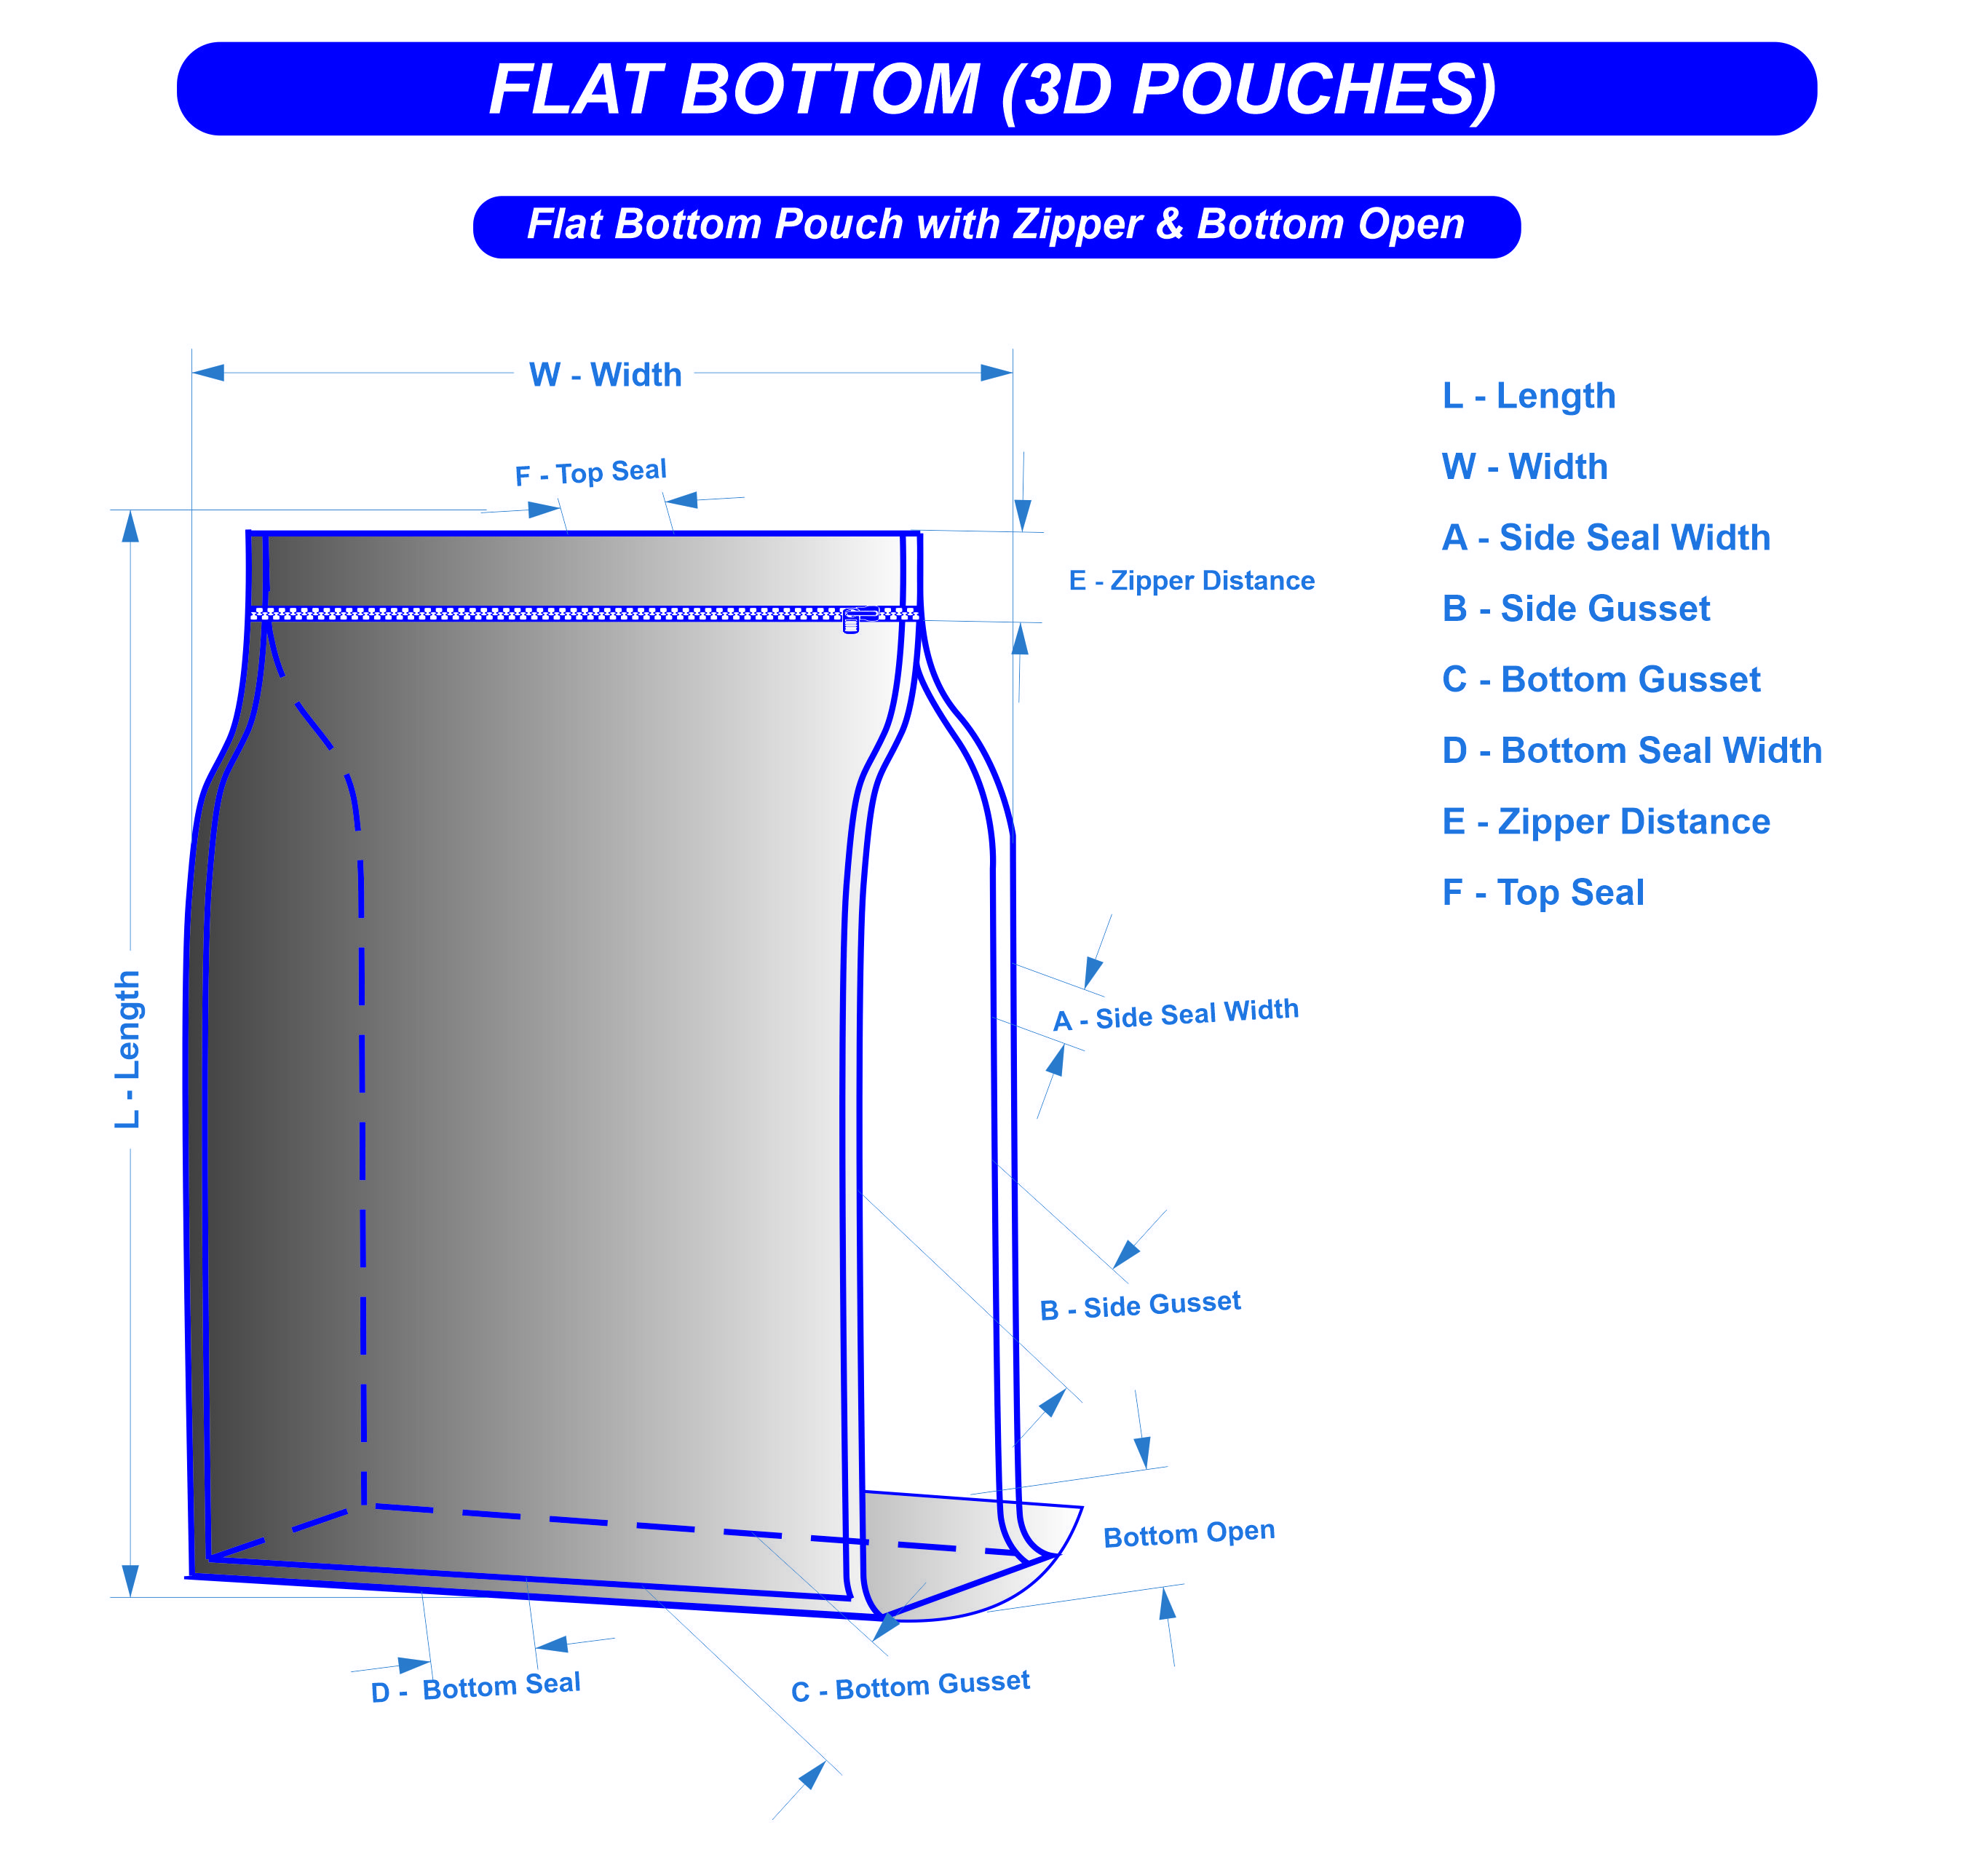 FLAT BOTTOM (3D POUCHES)
Flat Bottom Pouch with Zipper & Bottom Open
W - Width
F - Top Seal
E - Zipper Distance
L - Length
A - Side Seal Width
B - Side Gusset
Bottom Open
D - Bottom Seal
C - Bottom Gusset
L - Length
W - Width
A - Side Seal Width
B - Side Gusset
C - Bottom Gusset
D - Bottom Seal Width
E - Zipper Distance
F - Top Seal